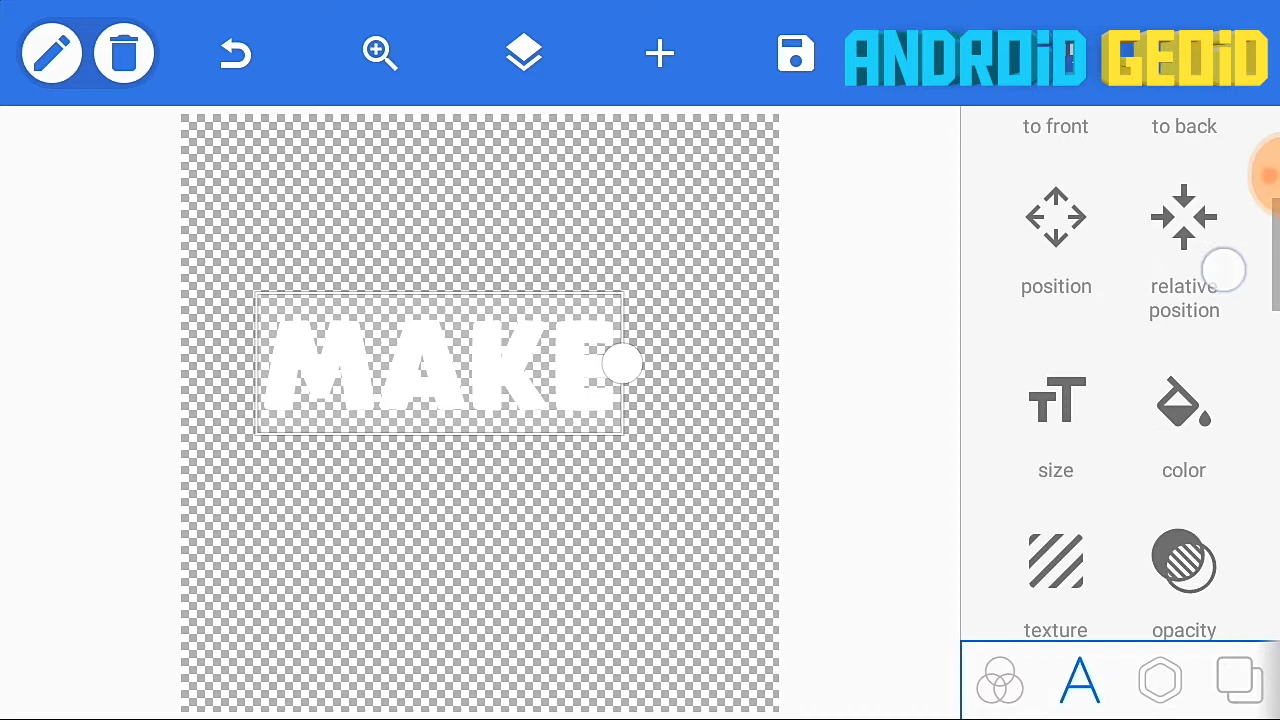 ANDROiD GEOiD
to front
to back
position
relative
position
MAKE
size
color
texture
opacity